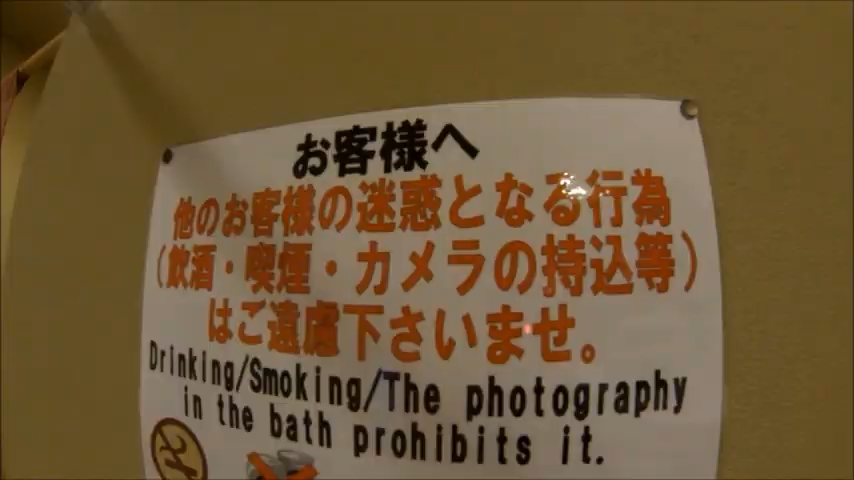 お客様へ
他のお客様の迷惑となる行為
(飲酒・喫煙・カメラの持込等)
はご遠慮下さいませ。
Drinking/Smoking/The photography
in the bath prohibits it.